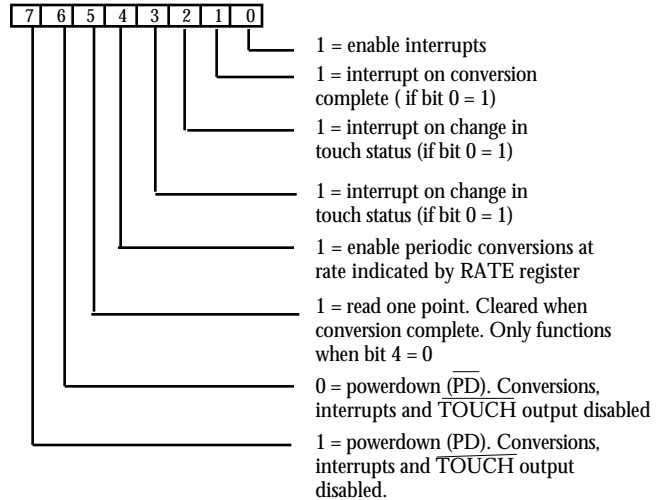 7 6 5 4 3 2 1 0
1 = enable interrupts
1 = interrupt on conversion
complete ( if bit 0 = 1)
1 = interrupt on change in
touch status (if bit 0 = 1)
1 = interrupt on change in
touch status (if bit 0 = 1)
1 = enable periodic conversions at
rate indicated by RATE register
1 = read one point. Cleared when
conversion complete. Only functions
when bit 4 = 0
0 = powerdown (P̅D̅). Conversions,
interrupts and T̅O̅U̅C̅H̅ output disabled
1 = powerdown (PD). Conversions,
interrupts and T̅O̅U̅C̅H̅ output
disabled.